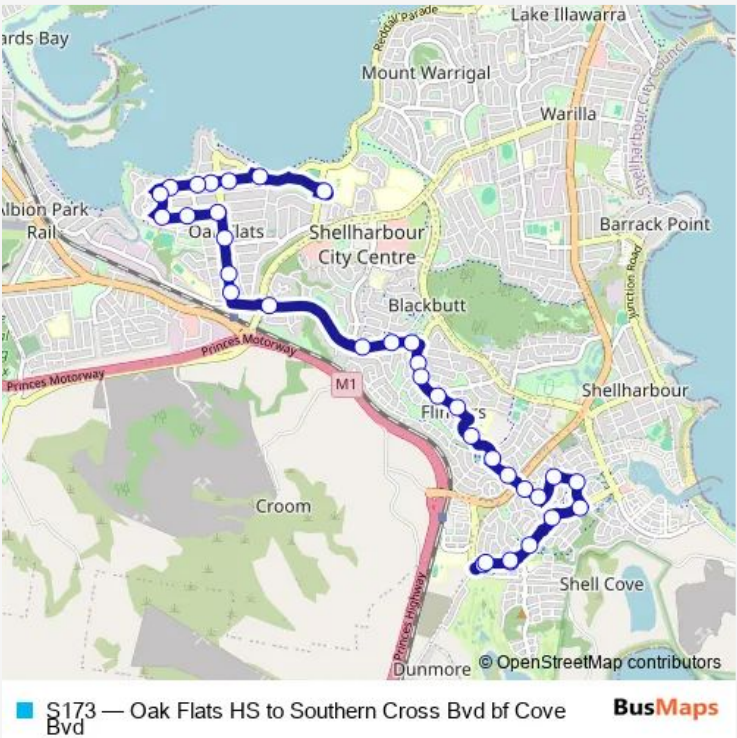 Lake Illawarra
ards Bay
Reddall Parade
Mount Warrigal
Warilla
Shellharbour City Council
Albion Park
Rail
Oak Flats
Shellharbour
City Centre
Barrack Point
Junction Road
Blackbutt
Princes Motorway
Princes Motorway
M1
Shellharbour
Flinders
Croom
Shell Cove
Princes Highway
Dunmore
© OpenStreetMap contributors
S173 — Oak Flats HS to Southern Cross Bvd bf Cove
Bvd
BusMaps